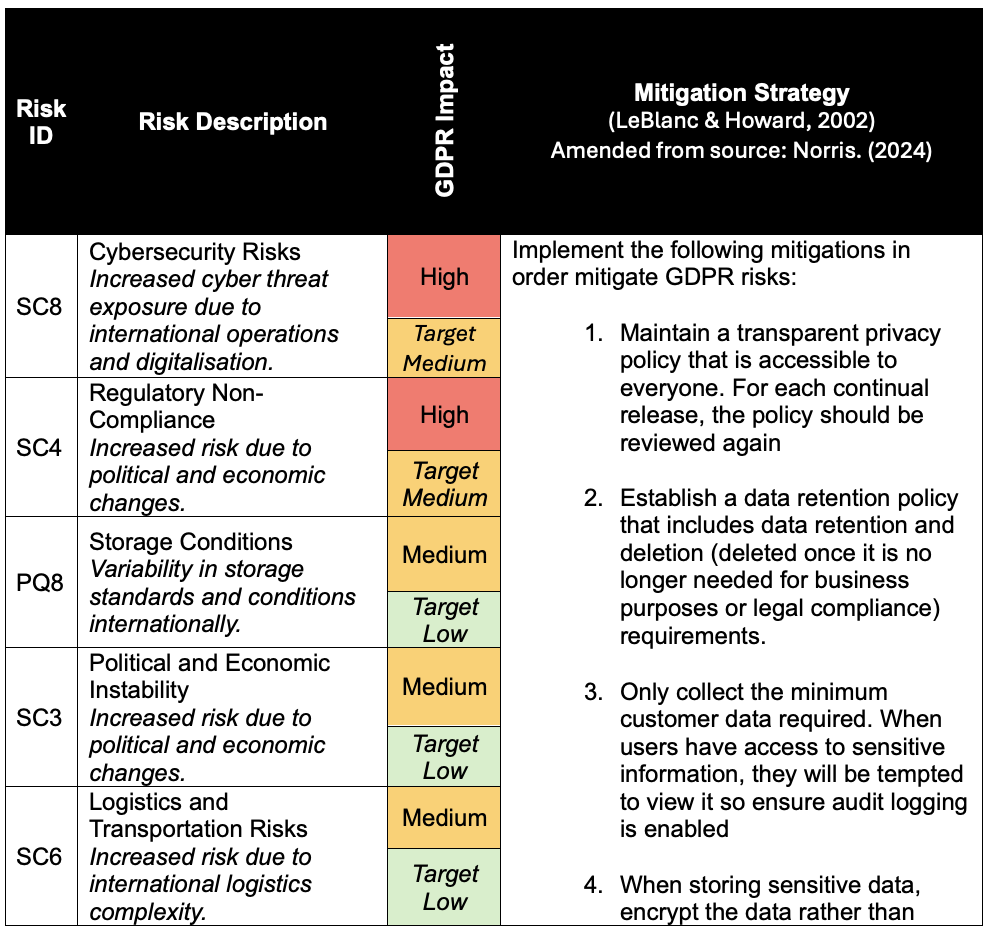 Risk
ID
Risk Description
GDPR Impact
Mitigation Strategy
(LeBlanc & Howard, 2002)
Amended from source: Norris. (2024)
SC8
Cybersecurity Risks
Increased cyber threat
exposure due to
international operations
and digitalisation.
High
Target
Medium
SC4
Regulatory Non-
Compliance
Increased risk due to
political and economic
changes.
High
Target
Medium
PQ8
Storage Conditions
Variability in storage
standards and conditions
internationally.
Medium
Target
Low
SC3
Political and Economic
Instability
Increased risk due to
political and economic
changes.
Medium
Target
Low
SC6
Logistics and
Transportation Risks
Increased risk due to
international logistics
complexity.
Medium
Target
Low
Implement the following mitigations in
order mitigate GDPR risks:
1. Maintain a transparent privacy
policy that is accessible to
everyone. For each continual
release, the policy should be
reviewed again
2. Establish a data retention policy
that includes data retention and
deletion (deleted once it is no
longer needed for business
purposes or legal compliance)
requirements.
3. Only collect the minimum
customer data required. When
users have access to sensitive
information, they will be tempted
to view it so ensure audit logging
is enabled
4. When storing sensitive data,
encrypt the data rather than